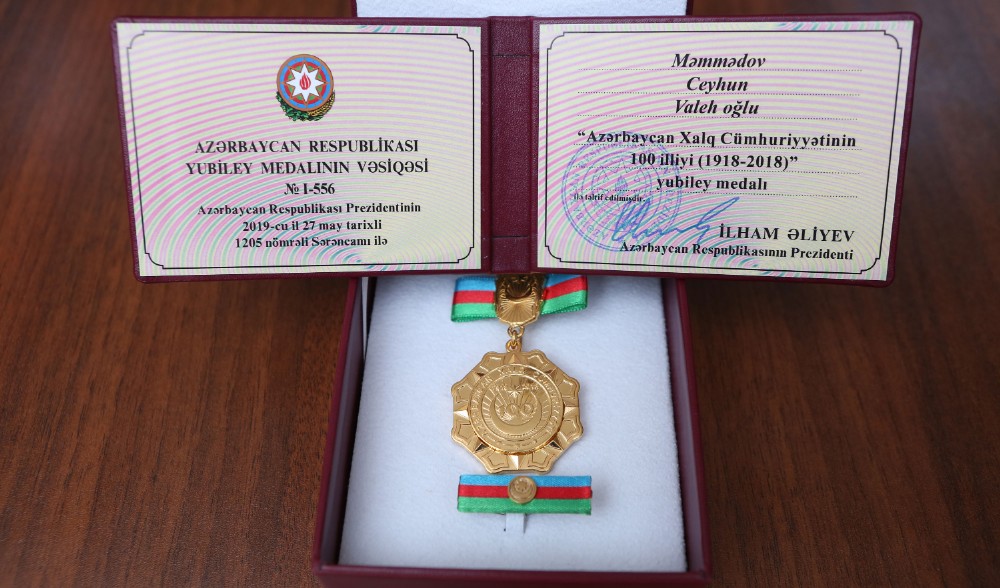 AZƏRBAYCAN RESPUBLİKASI
YUBİLEY MEDALININ VƏSİQƏSİ
№ I-556
Azərbaycan Respublikası Prezidentinin
2019-cu il 27 may tarixli
1205 nömrəli Sərəncamı ilə
Məmmədov
Ceyhun
Valeh oğlu
“Azərbaycan Xalq Cümhuriyyətinin
100 illiyi (1918-2018)”
yubiley medalı
ilə təltif edilmişdir.
İLHAM ƏLİYEV
Azərbaycan Respublikasının Prezidenti